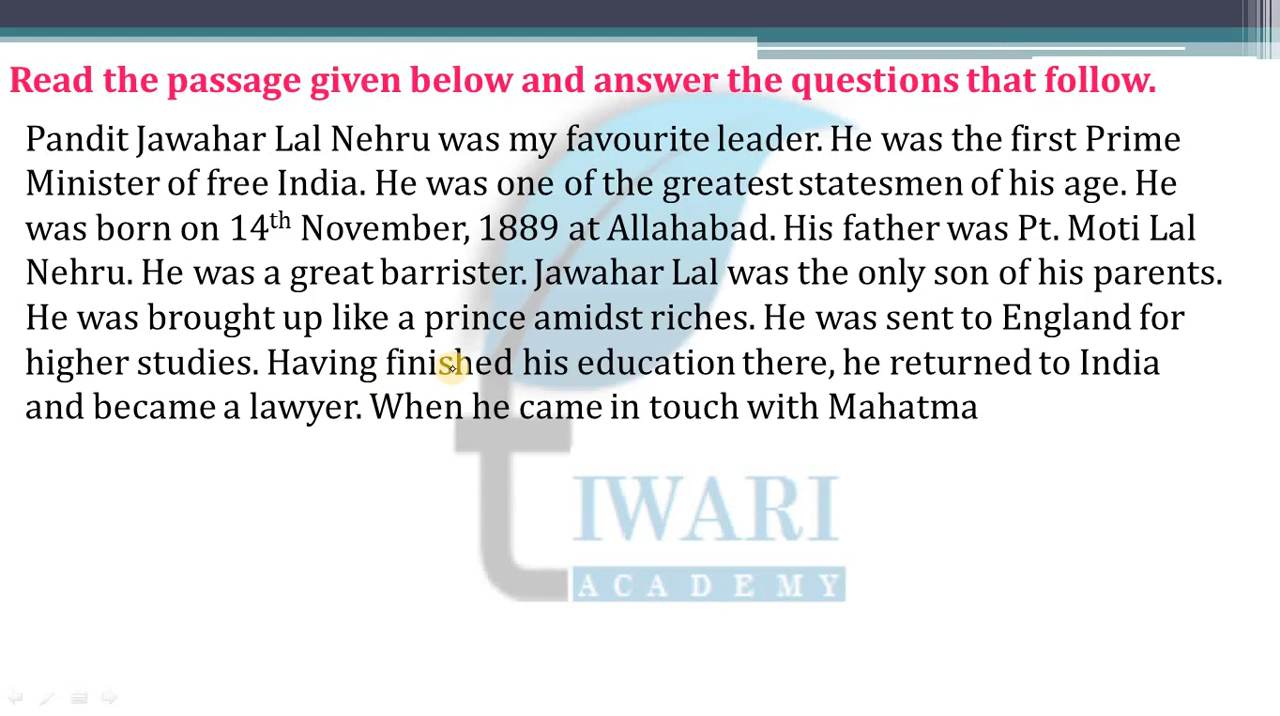 Read the passage given below and answer the questions that follow.
Pandit Jawahar Lal Nehru was my favourite leader. He was the first Prime
Minister of free India. He was one of the greatest statesmen of his age. He
was born on 14th November, 1889 at Allahabad. His father was Pt. Moti Lal
Nehru. He was a great barrister. Jawahar Lal was the only son of his parents.
He was brought up like a prince amidst riches. He was sent to England for
higher studies. Having finished his education there, he returned to India
and became a lawyer. When he came in touch with Mahatma
tIWARI
ACADEMY